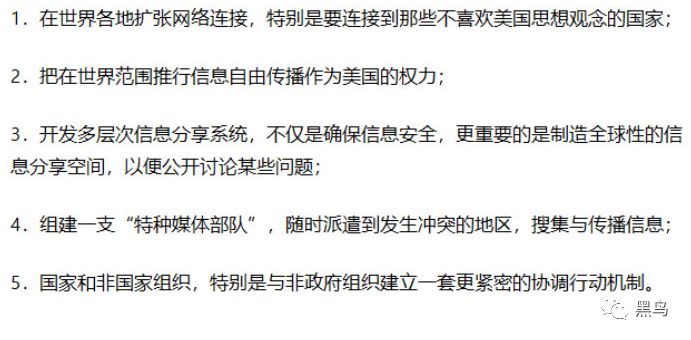 1．在世界各地扩张网络连接，特别是要连接到那些不喜欢美国思想观念的国家；
2．把在世界范围推行信息自由传播作为美国的权力；
3．开发多层次信息分享系统，不仅是确保信息安全，更重要的是制造全球性的信
息分享空间，以便公开讨论某些问题；
4．组建一支“特种媒体部队”，随时派遣到发生冲突的地区，搜集与传播信息；
5．国家和非国家组织，特别是与非政府组织建立一套更紧密的协调行动机制。
黑鸟